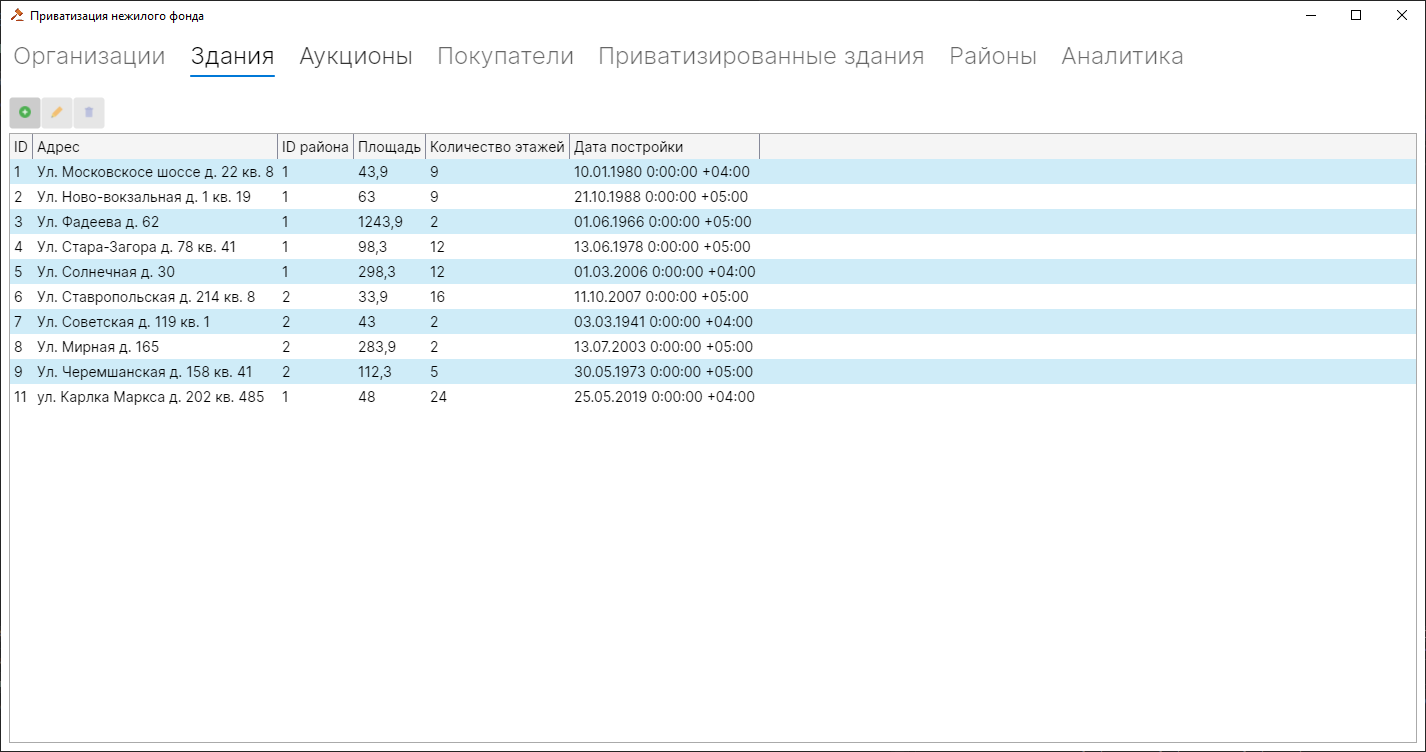 Приватизация нежилого фонда
Организации Здания Аукционы Покупатели Приватизированные здания Районы Аналитика
ID Адрес ID района Площадь Количество этажей Дата постройки
1 Ул. Московскосе шоссе д. 22 кв. 8 1 43,9 9 10.01.1980 0:00:00 +04:00
2 Ул. Ново-вокзальная д. 1 кв. 19 1 63 9 21.10.1988 0:00:00 +05:00
3 Ул. Фадеева д. 62 1 1243,9 2 01.06.1966 0:00:00 +05:00
4 Ул. Стара-Загора д. 78 кв. 41 1 98,3 12 13.06.1978 0:00:00 +05:00
5 Ул. Солнечная д. 30 1 298,3 12 01.03.2006 0:00:00 +04:00
6 Ул. Ставропольская д. 214 кв. 8 2 33,9 16 11.10.2007 0:00:00 +05:00
7 Ул. Советская д. 119 кв. 1 2 43 2 03.03.1941 0:00:00 +04:00
8 Ул. Мирная д. 165 2 283,9 2 13.07.2003 0:00:00 +05:00
9 Ул. Черемшанская д. 158 кв. 41 2 112,3 5 30.05.1973 0:00:00 +05:00
11 ул. Карлка Маркса д. 202 кв. 485 1 48 24 25.05.2019 0:00:00 +04:00